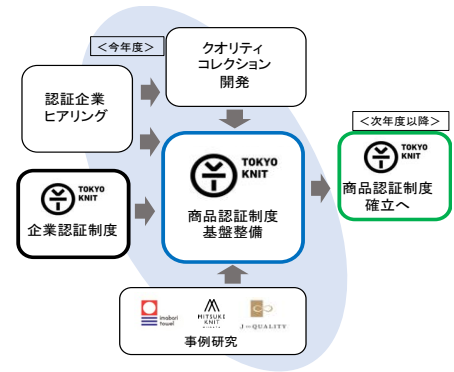 ＜今年度＞
クオリティ
コレクション
開発
認証企業
ヒアリング
＜次年度以降＞
TOKYO
KNIT
企業認証制度
TOKYO
KNIT
商品認証制度
基盤整備
TOKYO
KNIT
商品認証制度
確立へ
imabari
towel
MITSUKE
KNIT
J∞QUALITY
事例研究